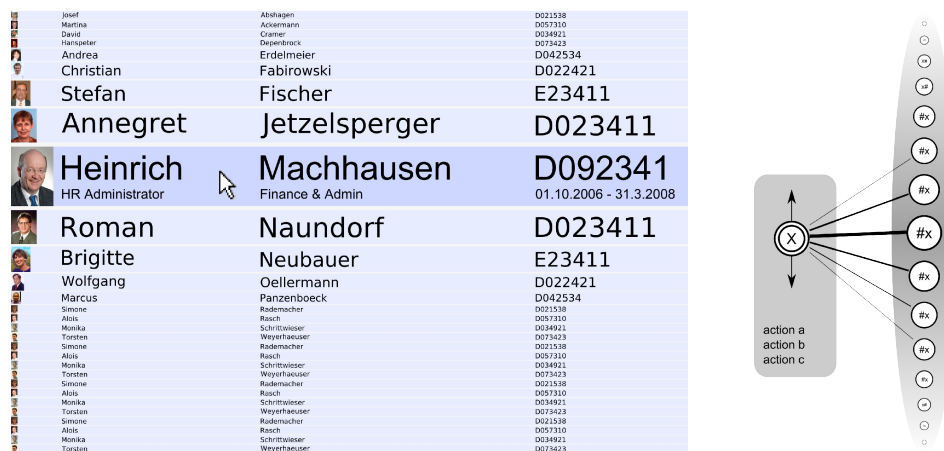 Josef Abshagen D021538
Martina Ackermann D057310
David Cramer D034921
Hanspeter Depenbrock D073423
Andrea Erdelmeier D042534
Christian Fabirowski D022421
Stefan Fischer E23411
Annegret Jetzelsperger D023411
Heinrich Machhausen D092341
HR Administrator Finance & Admin 01.10.2006 - 31.3.2008
Roman Naundorf D023411
Brigitte Neubauer E23411
Wolfgang Oellermann D022421
Marcus Panzenboeck D042534
Simone Rademacher D021538
Alois Rasch D057310
Monika Schrittwieser D034921
Torsten Weyerhaeuser D073423
Simone Rademacher D021538
Alois Rasch D057310
Monika Schrittwieser D034921
Torsten Weyerhaeuser D073423
Simone Rademacher D021538
Alois Rasch D057310
Monika Schrittwieser D034921
Torsten Weyerhaeuser D073423
Simone Rademacher D021538
Alois Rasch D057310
Monika Schrittwieser D034921
Torsten Weyerhaeuser D073423
X
action a
action b
action c
x#
x#
#x
#x
#x
#x
#x
#x
#x
#x
x#